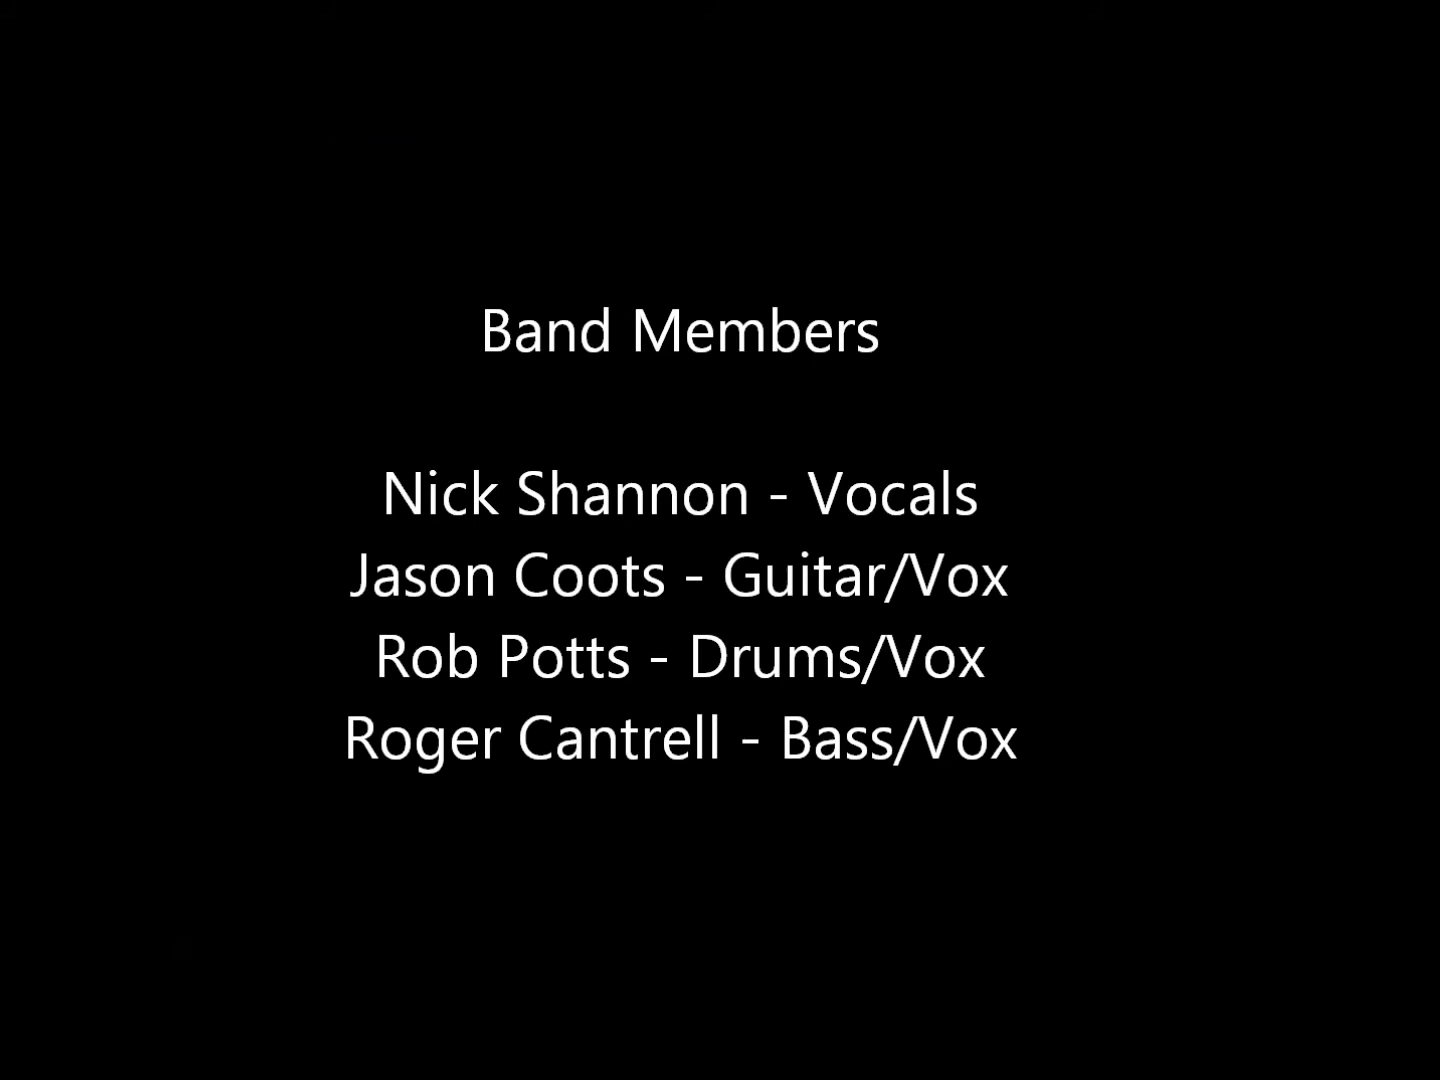 Band Members
Nick Shannon - Vocals
Jason Coots - Guitar/Vox
Rob Potts - Drums/Vox
Roger Cantrell - Bass/Vox